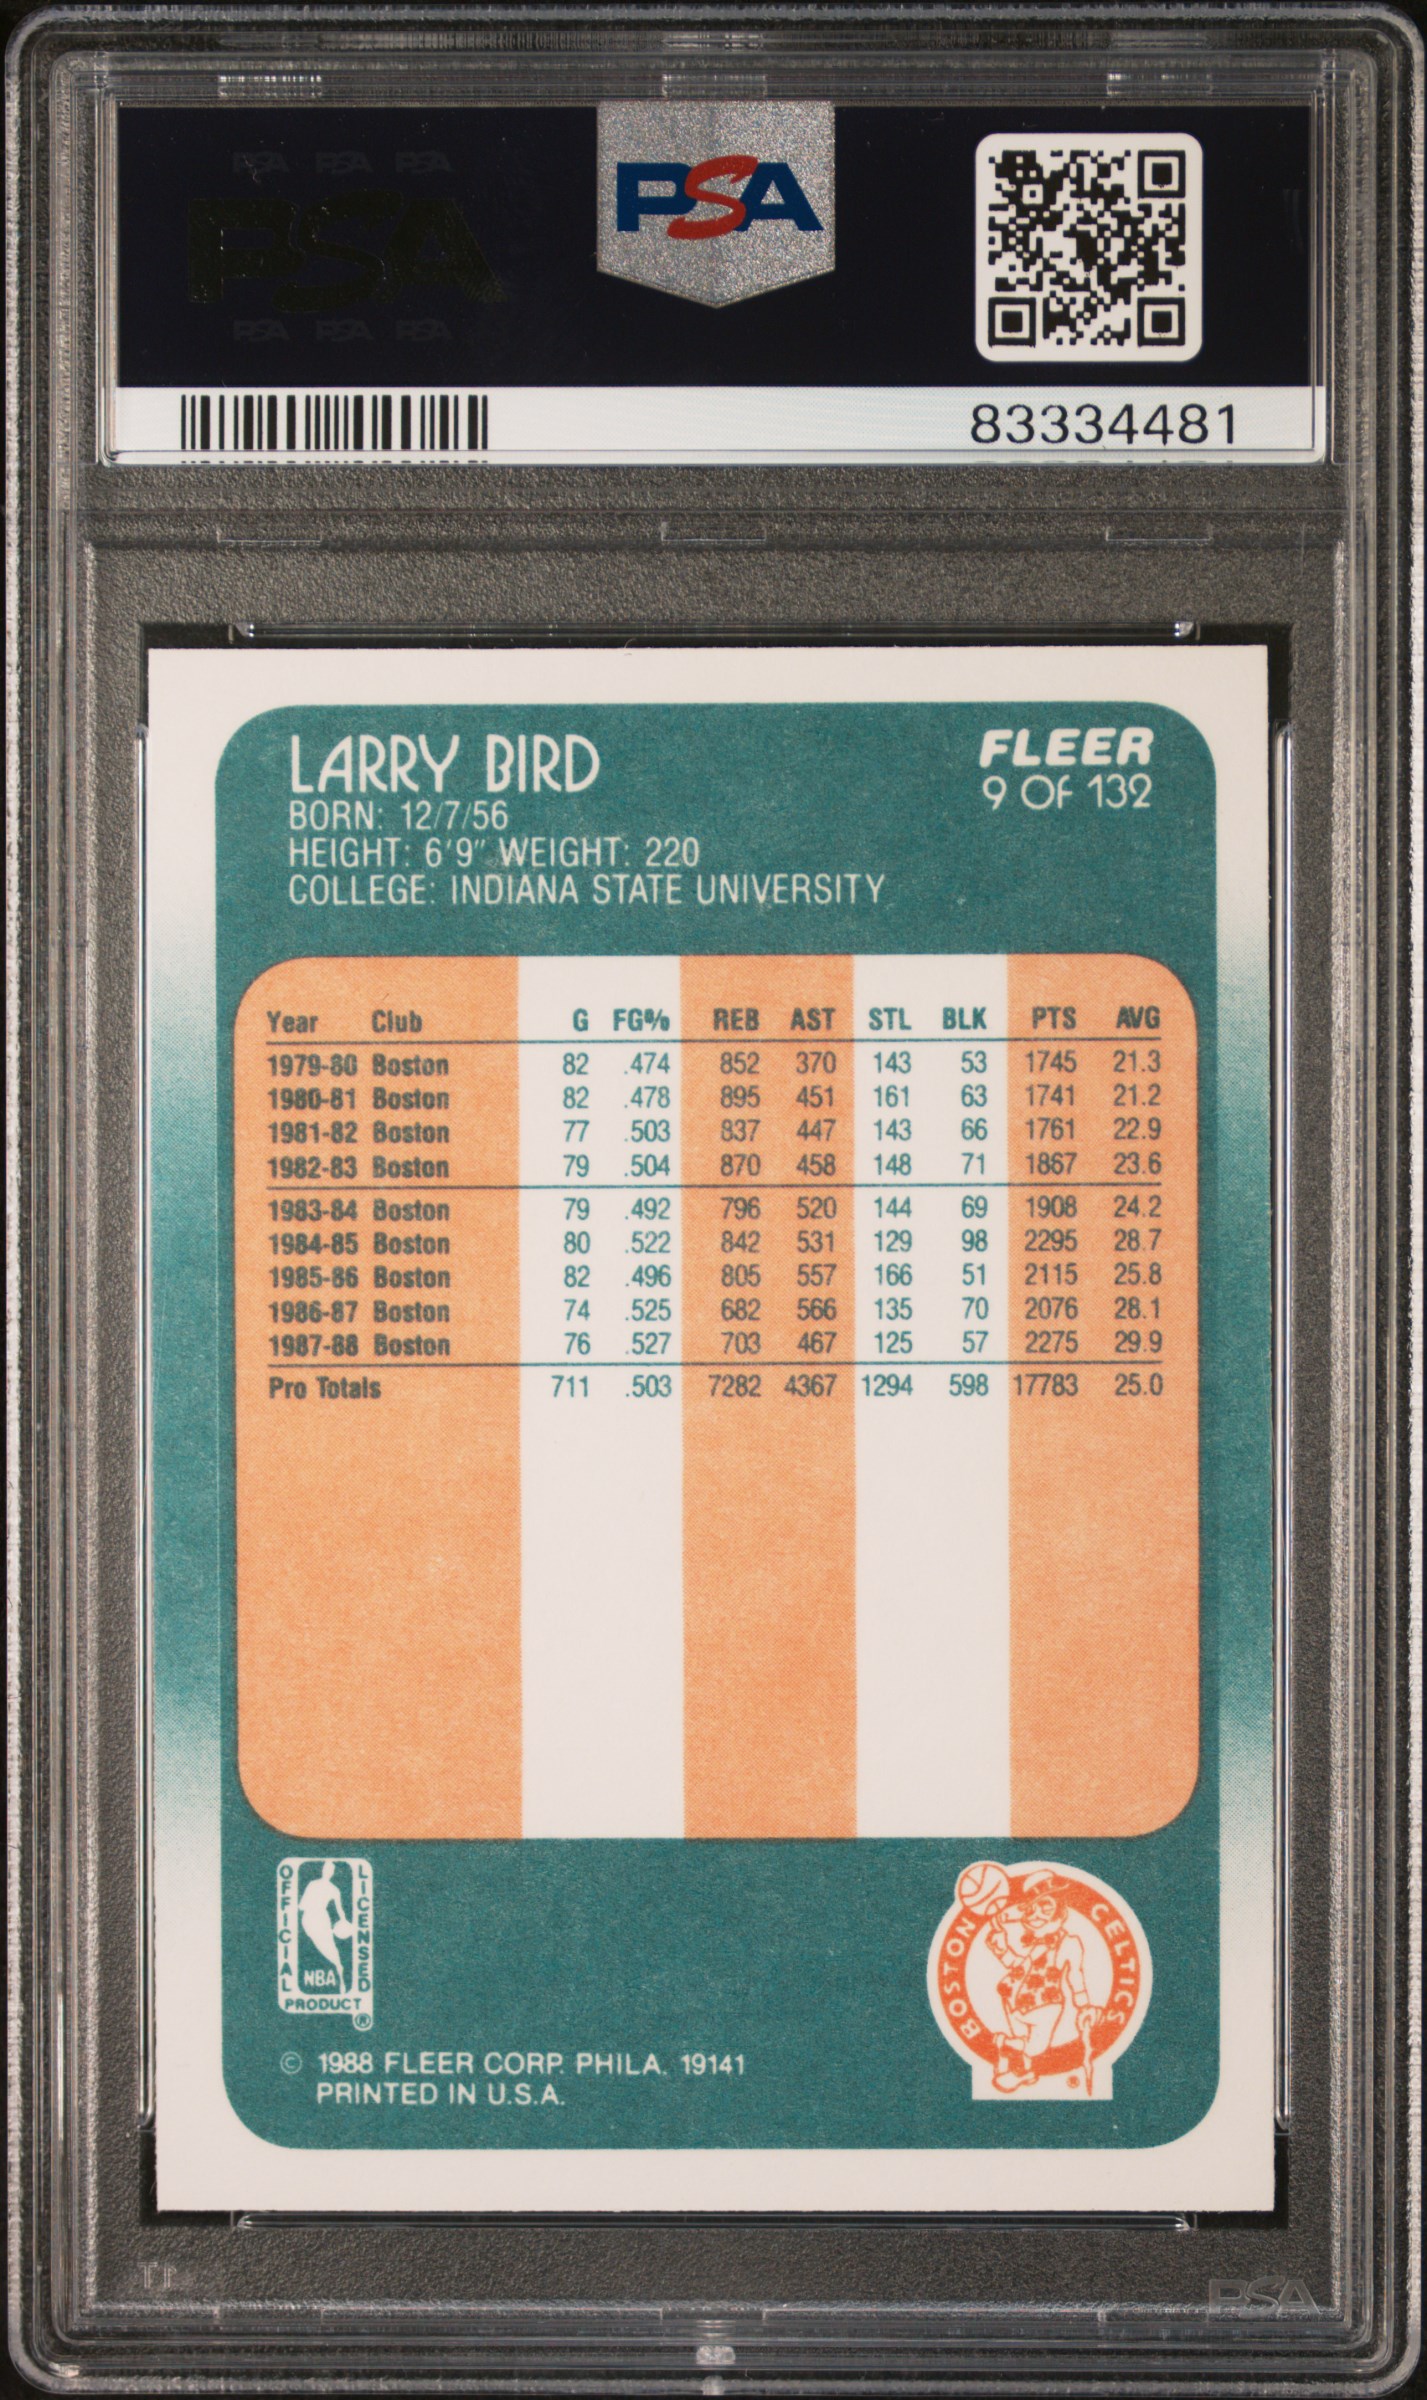 PSA PSA PSA
PSA
PSA PSA PSA
PSA
83334481
LARRY BIRD
FLEER
9 OF 132
BORN: 12/7/56
HEIGHT: 6'9" WEIGHT: 220
COLLEGE: INDIANA STATE UNIVERSITY
Year Club G FG% REB AST STL BLK PTS AVG
1979-80 Boston 82 .474 852 370 143 53 1745 21.3
1980-81 Boston 82 .478 895 451 161 63 1741 21.2
1981-82 Boston 77 .503 837 447 143 66 1761 22.9
1982-83 Boston 79 .504 870 458 148 71 1867 23.6
1983-84 Boston 79 .492 796 520 144 69 1908 24.2
1984-85 Boston 80 .522 842 531 129 98 2295 28.7
1985-86 Boston 82 .496 805 557 166 51 2115 25.8
1986-87 Boston 74 .525 682 566 135 70 2076 28.1
1987-88 Boston 76 .527 703 467 125 57 2275 29.9
Pro Totals 711 .503 7282 4367 1294 598 17783 25.0
OFFICIAL
LICENSED
NBA
PRODUCT
®
BOSTON CELTICS
®
© 1988 FLEER CORP. PHILA. 19141
PRINTED IN U.S.A.
PSA